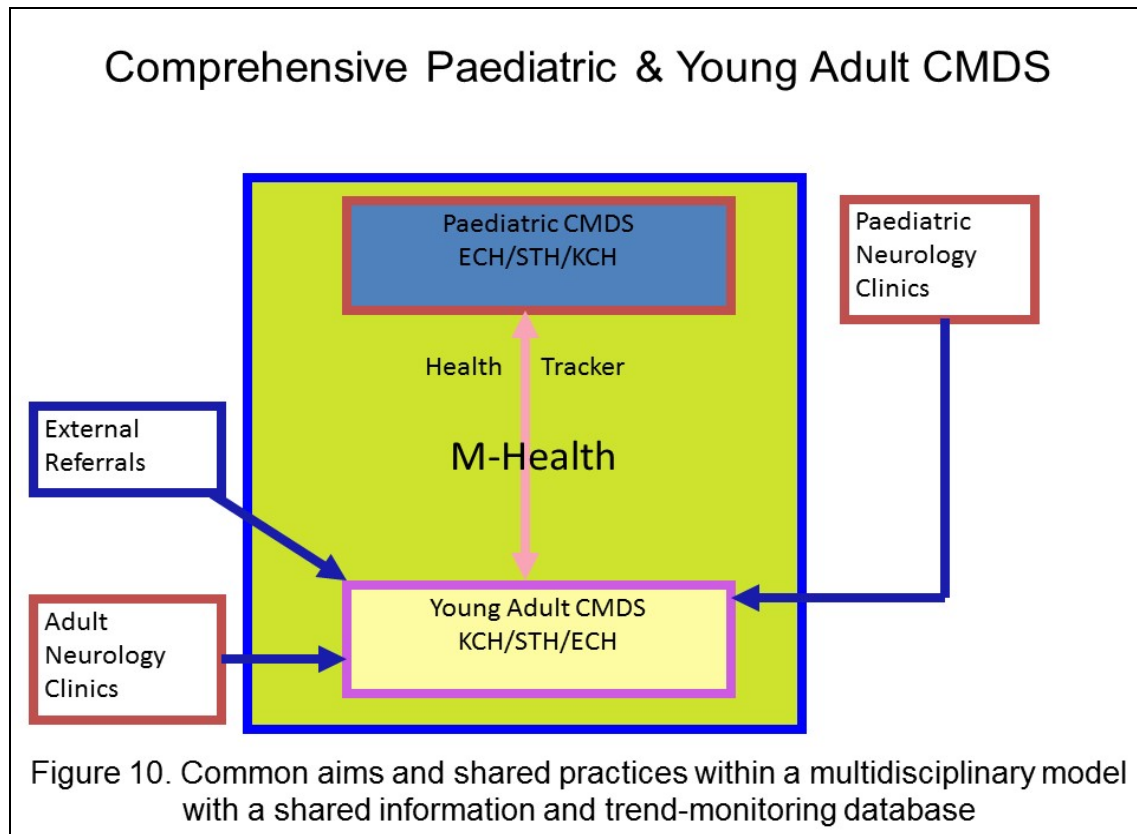 Comprehensive Paediatric & Young Adult CMDS
Paediatric CMDS
ECH/STH/KCH
Paediatric
Neurology
Clinics
Health Tracker
M-Health
External
Referrals
Young Adult CMDS
KCH/STH/ECH
Adult
Neurology
Clinics
Figure 10. Common aims and shared practices within a multidisciplinary model
with a shared information and trend-monitoring database